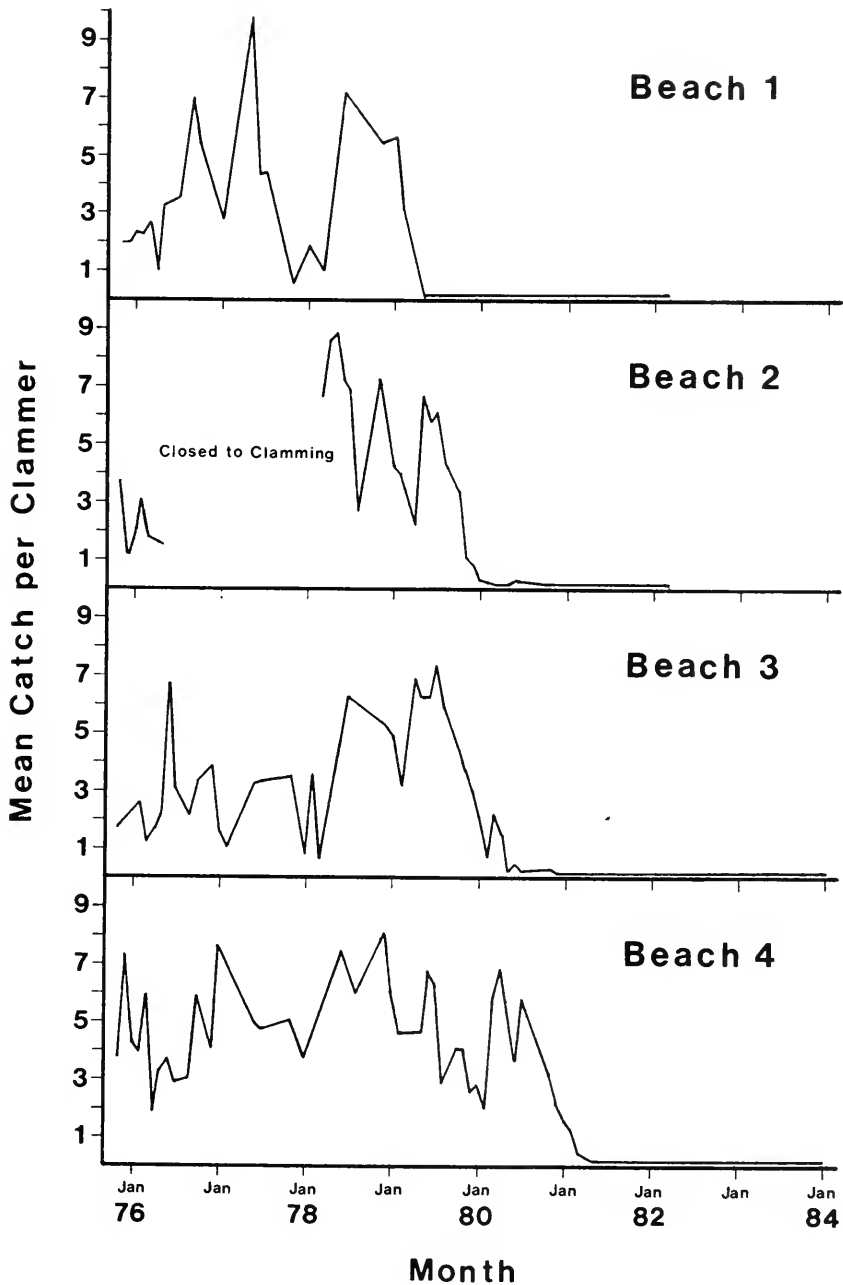 Mean Catch per Clammer
9
7
5
3
1
Beach 1
9
7
5
3
1
Beach 2
Closed to Clamming
9
7
5
3
1
Beach 3
9
7
5
3
1
Beach 4
Jan Jan Jan Jan Jan Jan Jan Jan Jan
76 78 80 82 84
Month